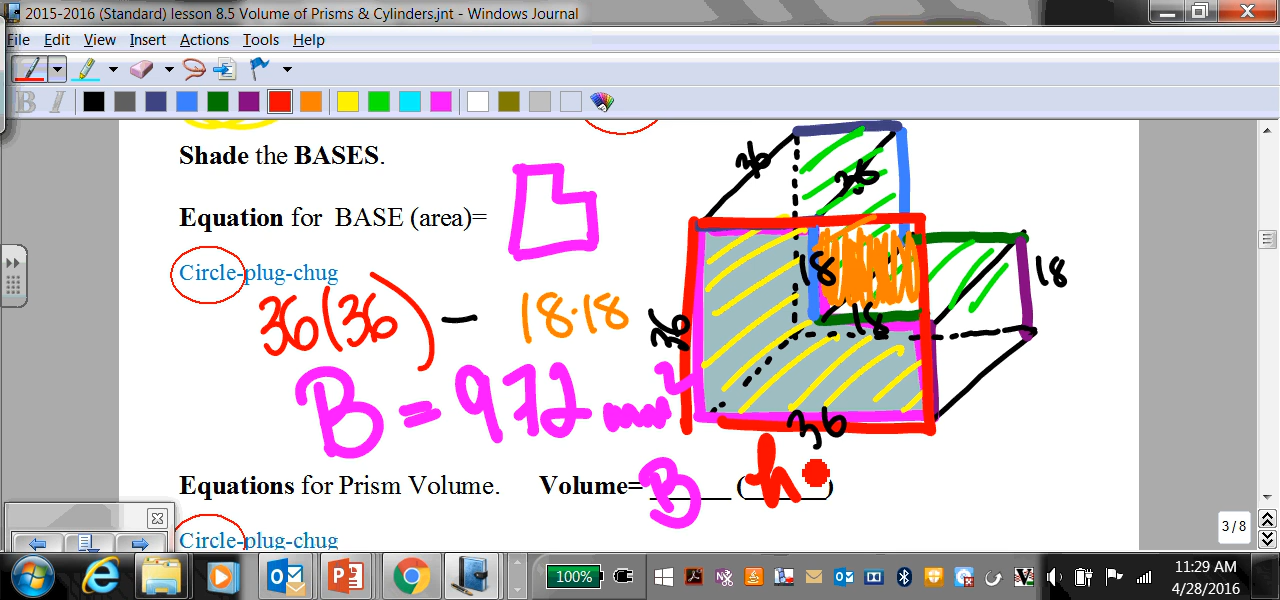 2015-2016 (Standard) lesson 8.5 Volume of Prisms & Cylinders.jnt - Windows Journal
File Edit View Insert Actions Tools Help
B I
Shade the BASES.
Equation for BASE (area)=
Circle-plug-chug
36(36) - 18·18
B = 972 mm²
36
36
18
18
18
36
36
Equations for Prism Volume. Volume= B (h)
Circle-plug-chug
3 / 8
100%
11:29 AM
4/28/2016